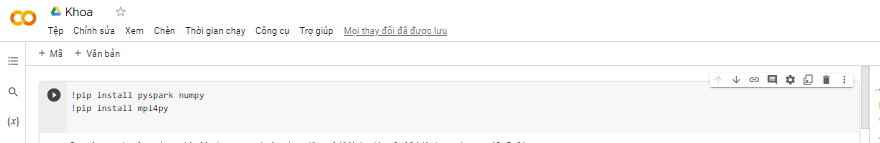 Khoa
Tệp Chỉnh sửa Xem Chèn Thời gian chạy Công cụ Trợ giúp Mọi thay đổi đã được lưu
+ Mã + Văn bản
!pip install pyspark numpy
!pip install mpi4py
{x}